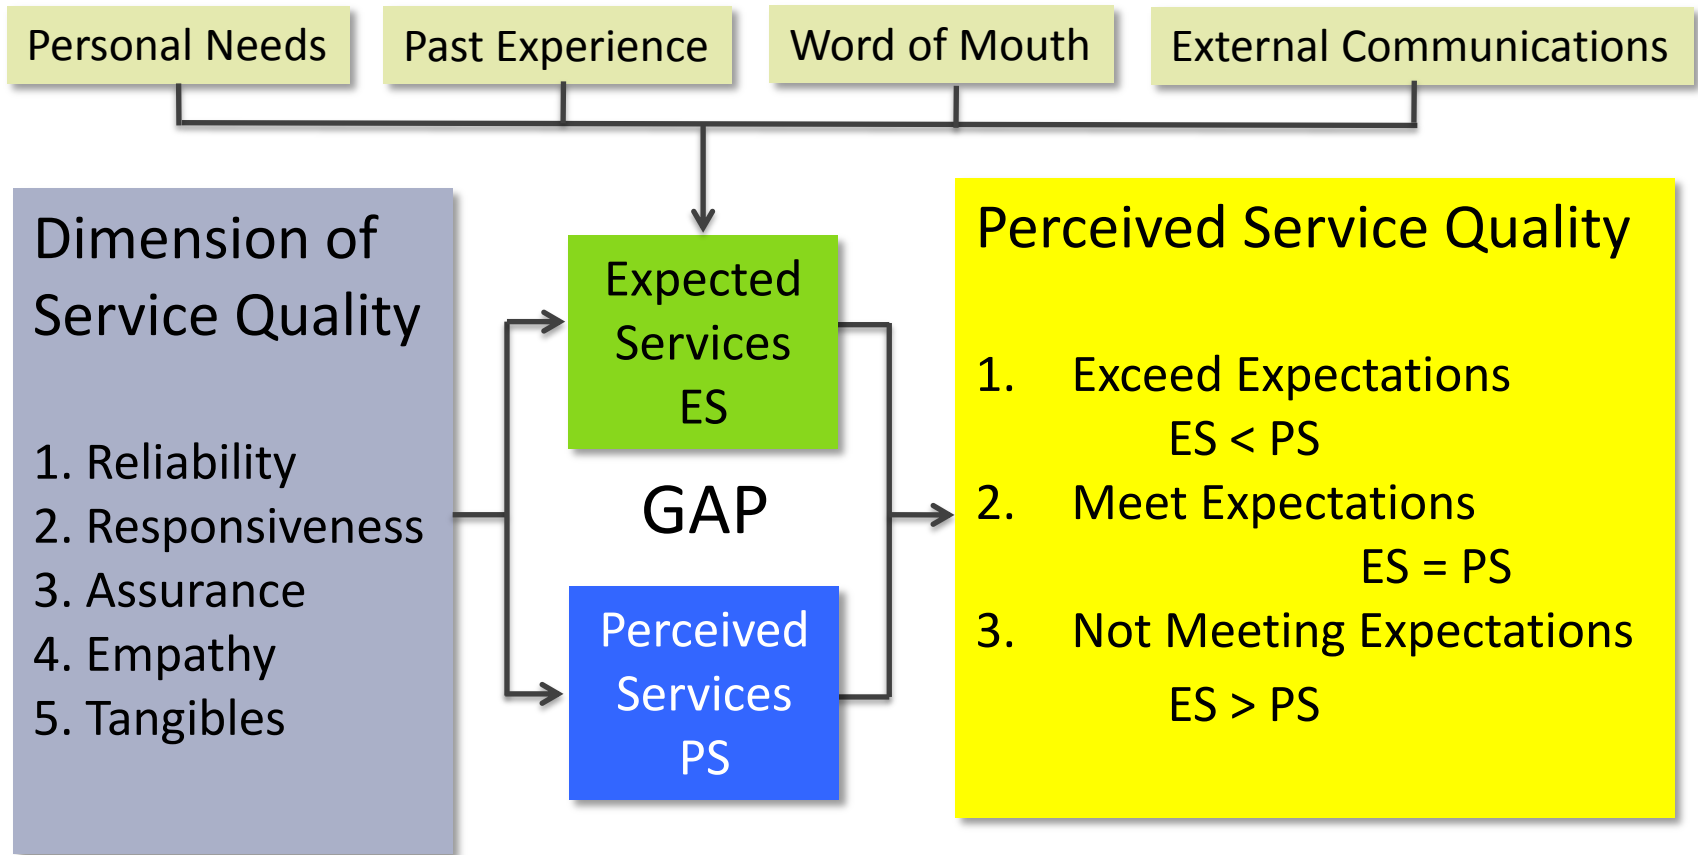 Personal Needs
Past Experience
Word of Mouth
External Communications
Dimension of
Service Quality
1. Reliability
2. Responsiveness
3. Assurance
4. Empathy
5. Tangibles
Expected
Services
ES
GAP
Perceived
Services
PS
Perceived Service Quality
1. Exceed Expectations
ES < PS
2. Meet Expectations
ES = PS
3. Not Meeting Expectations
ES > PS